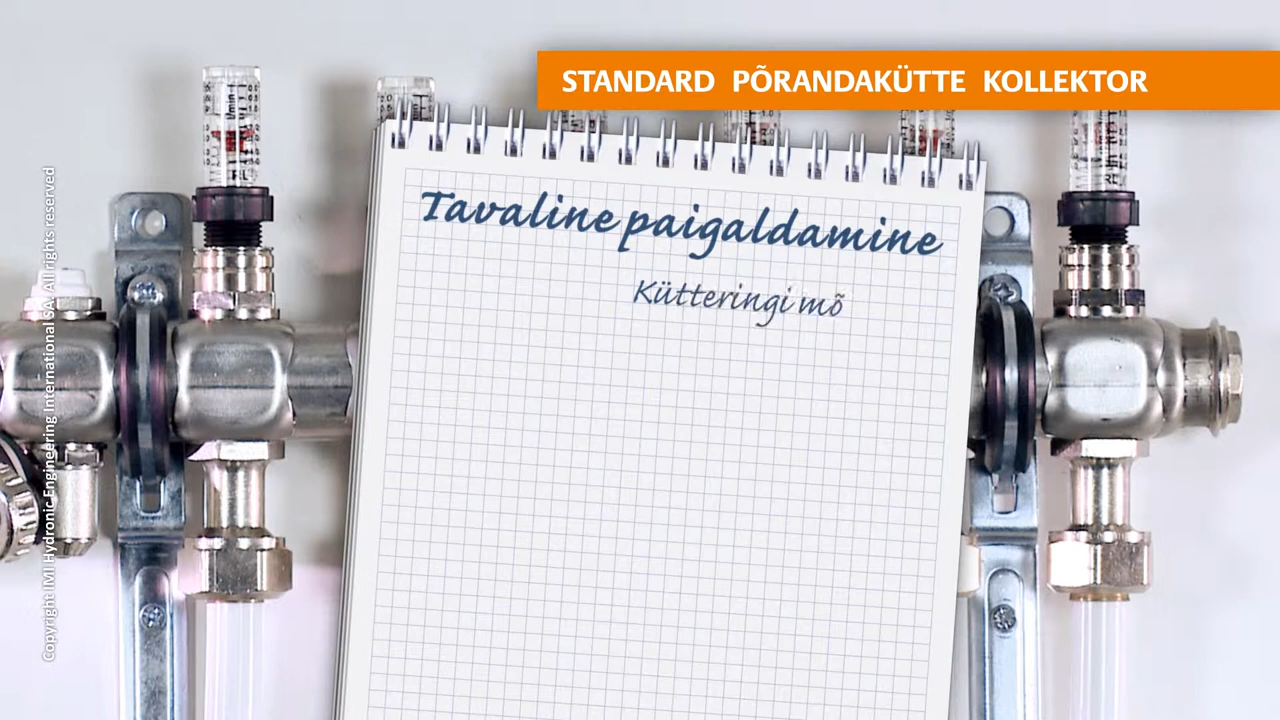 STANDARD PÕRANDAKÜTTE KOLLEKTOR
Tavaline paigaldamine
Kütteringi mõ
Copyright IMI Hydronic Engineering International SA. All rights reserved